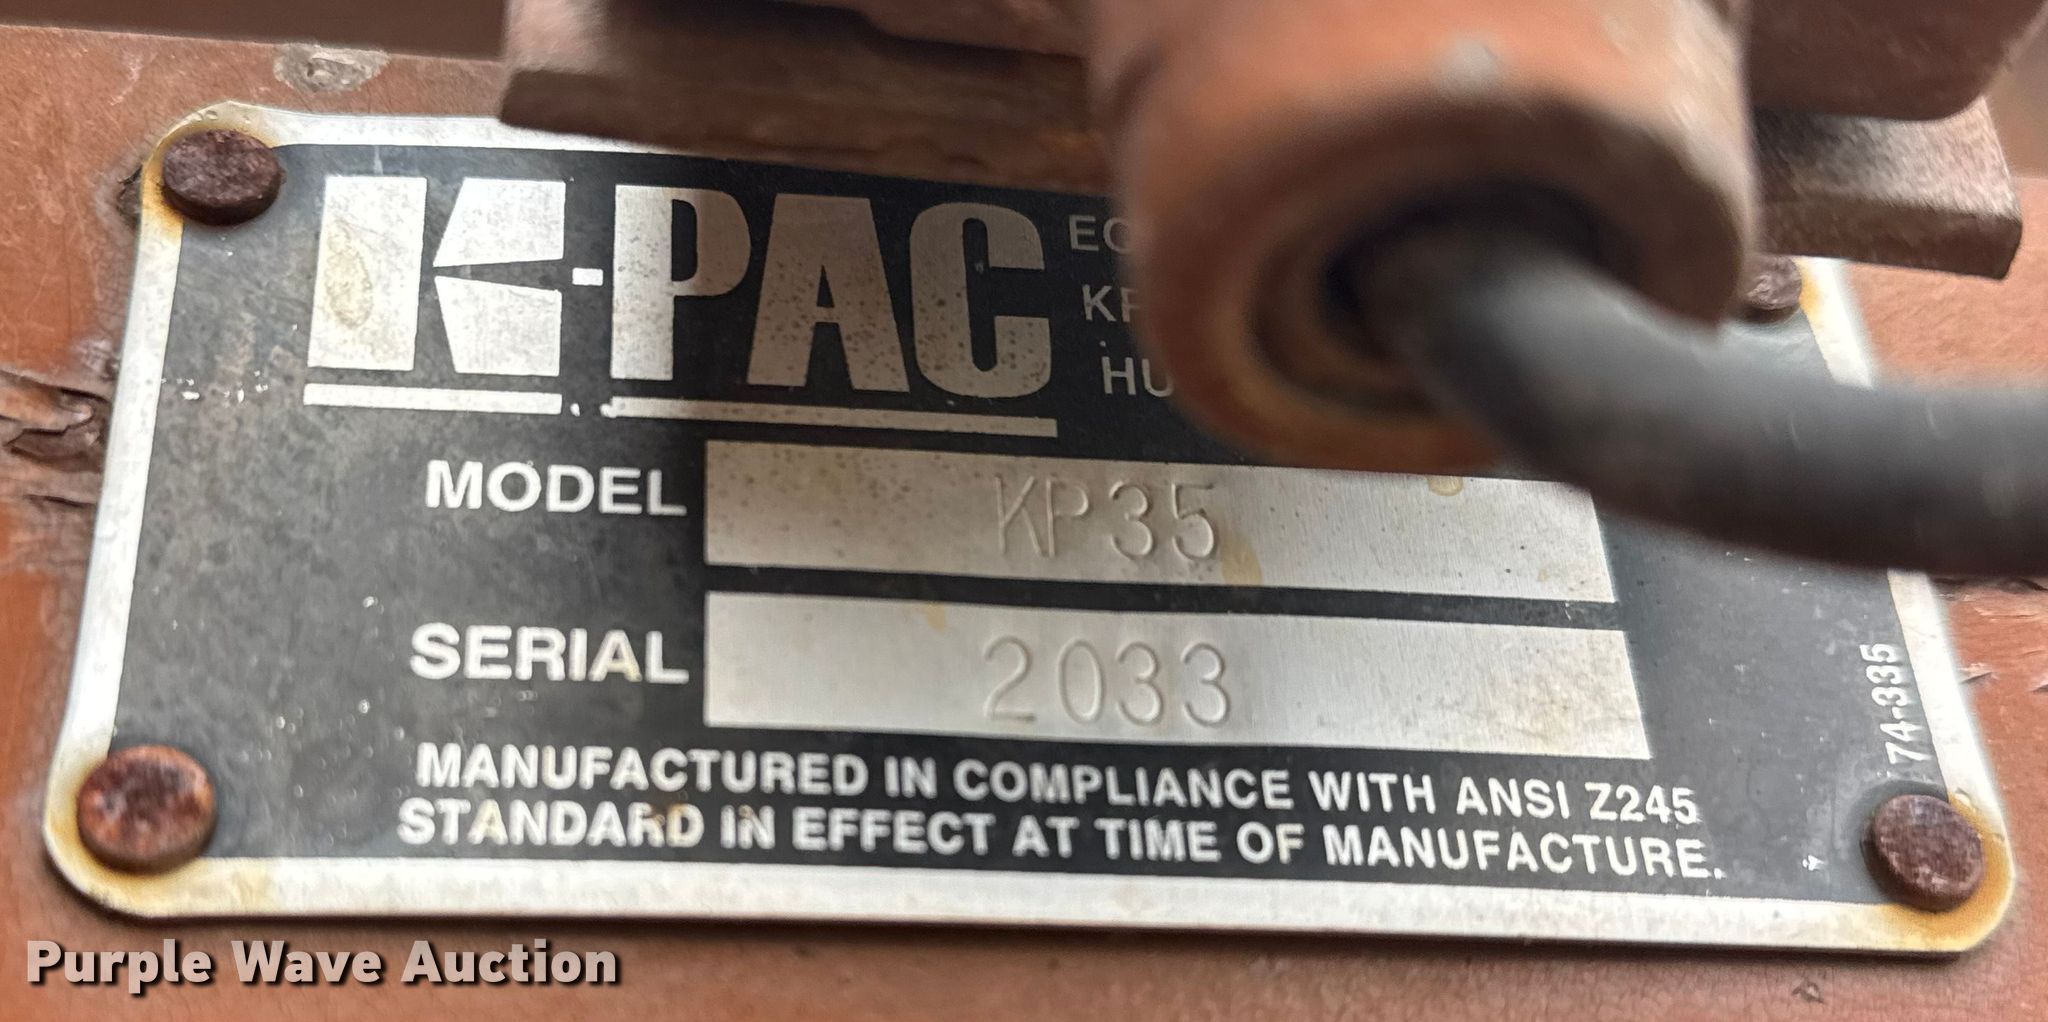 K-PAC
MODEL KP35
SERIAL 2033
MANUFACTURED IN COMPLIANCE WITH ANSI Z245
STANDARD IN EFFECT AT TIME OF MANUFACTURE.
74-335
Purple Wave Auction